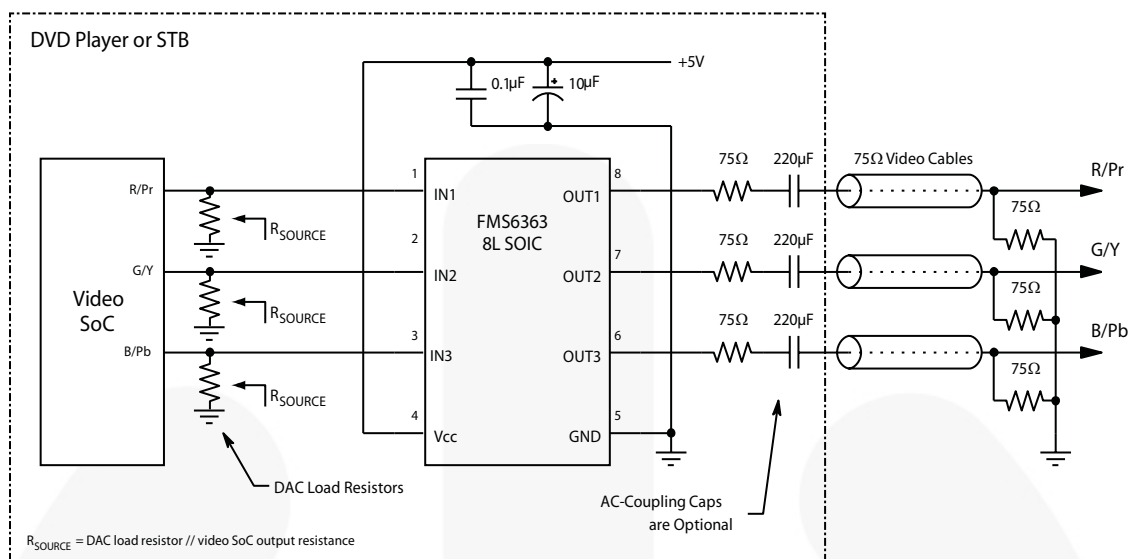 DVD Player or STB
+5V
0.1µF
10µF
75Ω
220µF
75Ω Video Cables
R/Pr
R/Pr
1
IN1
8
OUT1
FMS6363
8L SOIC
R_SOURCE
75Ω
2
G/Y
IN2
7
OUT2
75Ω
220µF
G/Y
Video
SoC
R_SOURCE
75Ω
3
B/Pb
IN3
6
OUT3
75Ω
220µF
B/Pb
R_SOURCE
75Ω
4
Vcc
5
GND
DAC Load Resistors
AC-Coupling Caps
are Optional
R_SOURCE = DAC load resistor // video SoC output resistance